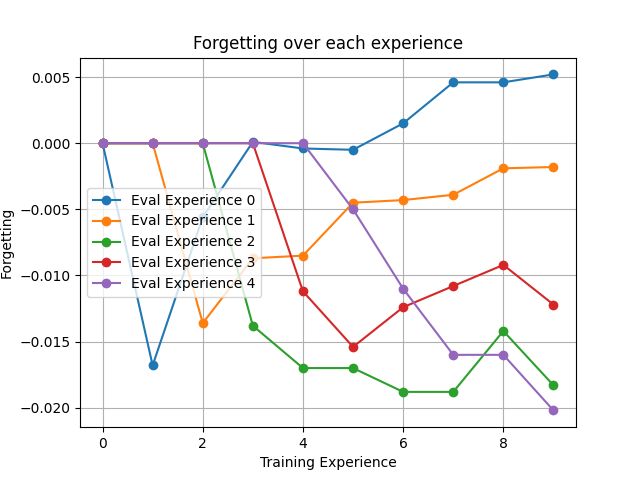 Forgetting over each experience
0.005
0.000
−0.005
−0.010
−0.015
−0.020
Forgetting
Eval Experience 0
Eval Experience 1
Eval Experience 2
Eval Experience 3
Eval Experience 4
0 2 4 6 8
Training Experience